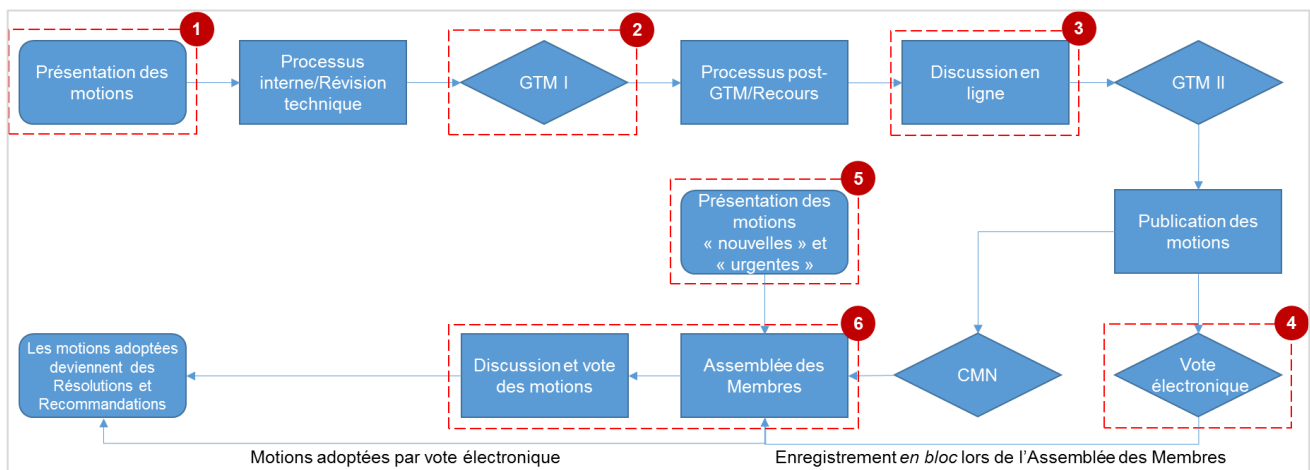 1
Présentation des
motions
Processus
interne/Révision
technique
2
GTM I
Processus post-
GTM/Recours
3
Discussion en
ligne
GTM II
5
Présentation des
motions
« nouvelles » et
« urgentes »
Publication des
motions
Les motions adoptées
deviennent des
Résolutions et
Recommandations
6
Discussion et vote
des motions
Assemblée des
Membres
CMN
4
Vote
électronique
Motions adoptées par vote électronique
Enregistrement en bloc lors de l’Assemblée des Membres